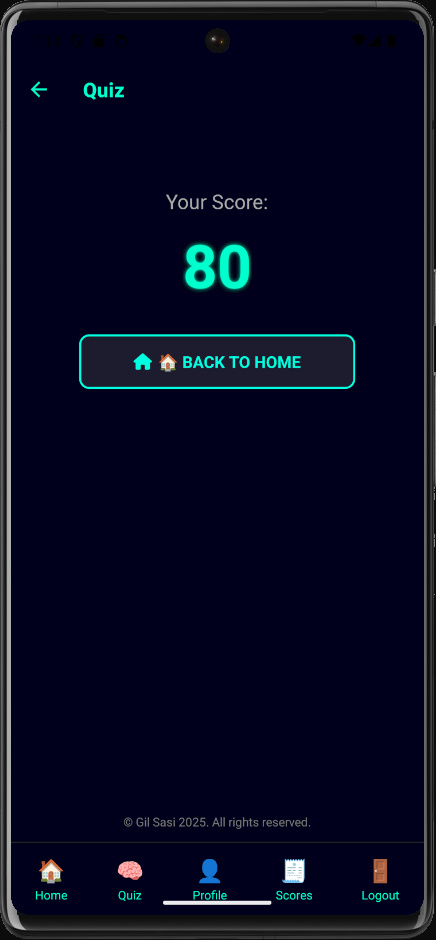 Quiz
Your Score:
80
BACK TO HOME
© Gil Sasi 2025. All rights reserved.
Home
Quiz
Profile
Scores
Logout